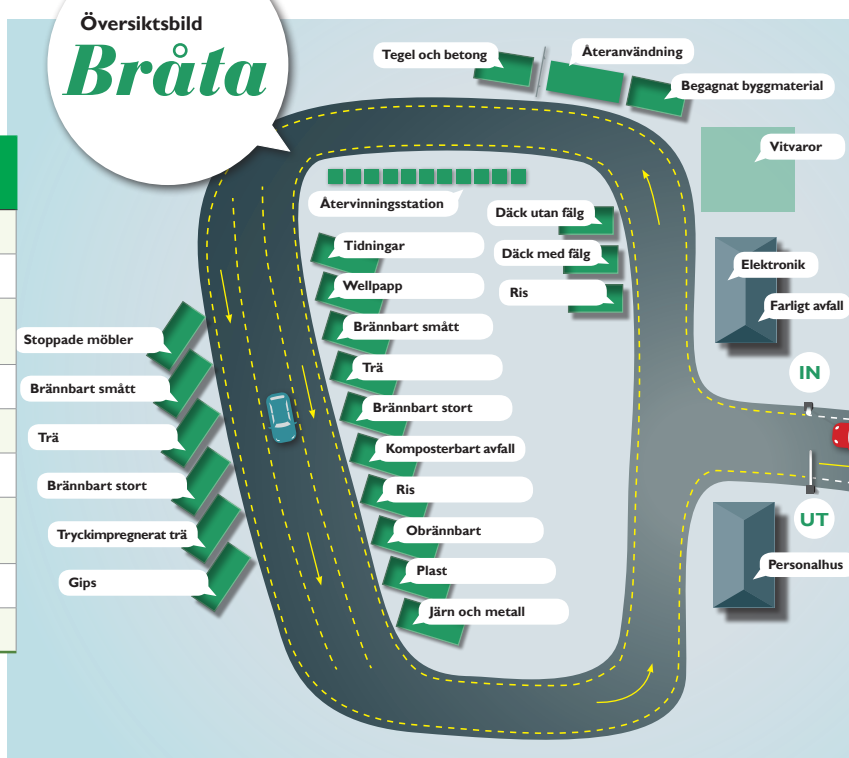 Översiktsbild
Bråta
Tegel och betong
Återanvändning
Begagnat byggmaterial
Vitvaror
Återvinningsstation
Däck utan fälg
Däck med fälg
Ris
Elektronik
Farligt avfall
Tidningar
Wellpapp
Brännbart smått
Trä
Brännbart stort
Komposterbart avfall
Ris
Obrännbart
Plast
Järn och metall
Stoppade möbler
Brännbart smått
Trä
Brännbart stort
Tryckimpregnerat trä
Gips
IN
UT
Personalhus